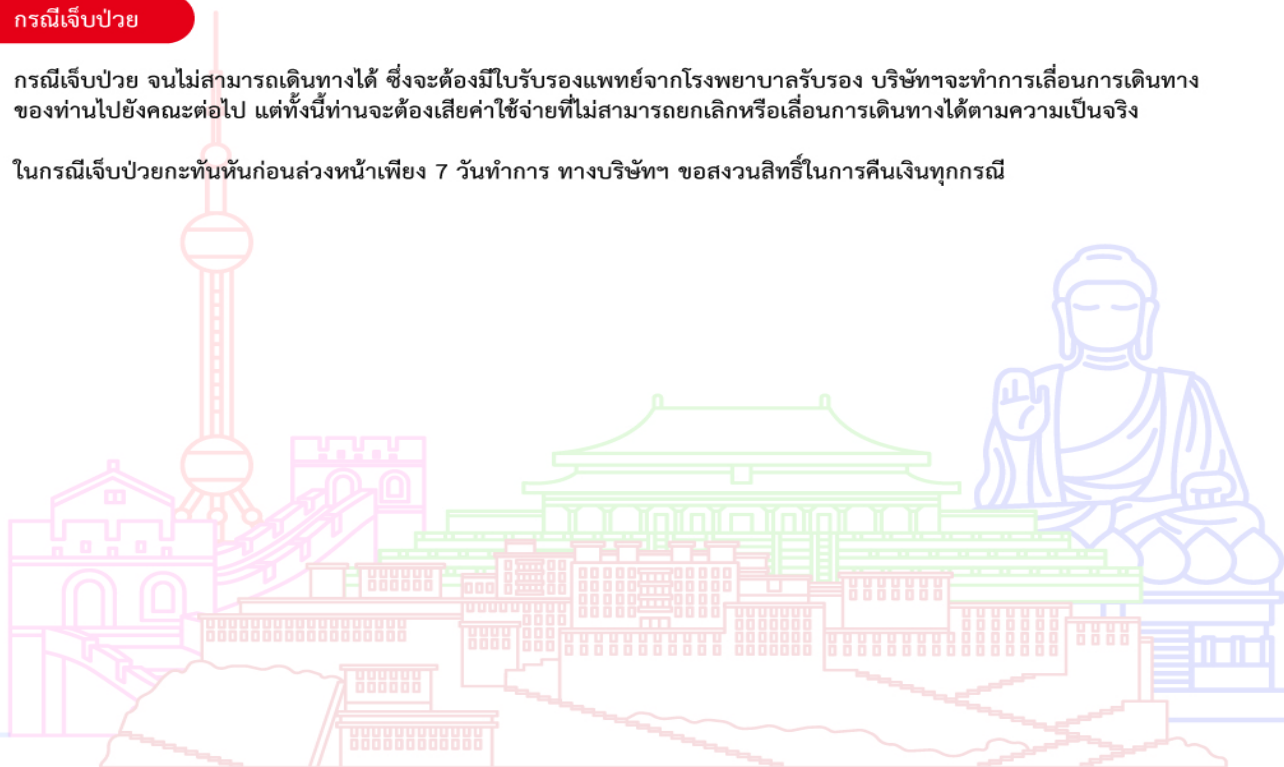 กรณีเจ็บป่วย
กรณีเจ็บป่วย จนไม่สามารถเดินทางได้ ซึ่งจะต้องมีใบรับรองแพทย์จากโรงพยาบาลรับรอง บริษัทฯจะทำการเลื่อนการเดินทาง
ของท่านไปยังคณะต่อไป แต่ทั้งนี้ท่านจะต้องเสียค่าใช้จ่ายที่ไม่สามารถยกเลิกหรือเลื่อนการเดินทางได้ตามความเป็นจริง
ในกรณีเจ็บป่วยกะทันหันก่อนล่วงหน้าเพียง 7 วันทำการ ทางบริษัทฯ ขอสงวนสิทธิ์ในการคืนเงินทุกกรณี